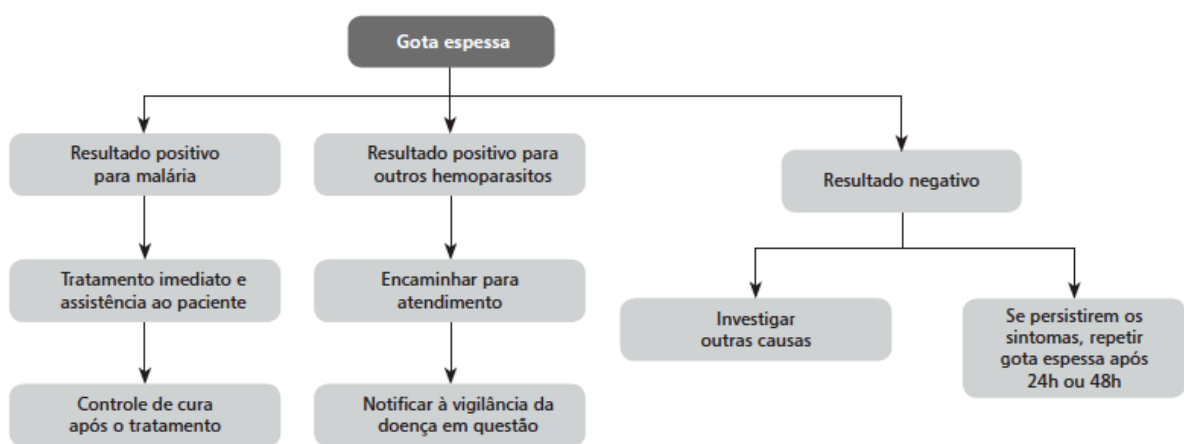 Gota espessa
Resultado positivo
para malária
Resultado positivo para
outros hemoparasitos
Resultado negativo
Tratamento imediato e
assistência ao paciente
Encaminhar para
atendimento
Investigar
outras causas
Se persistirem os
sintomas, repetir
gota espessa após
24h ou 48h
Controle de cura
após o tratamento
Notificar à vigilância da
doença em questão